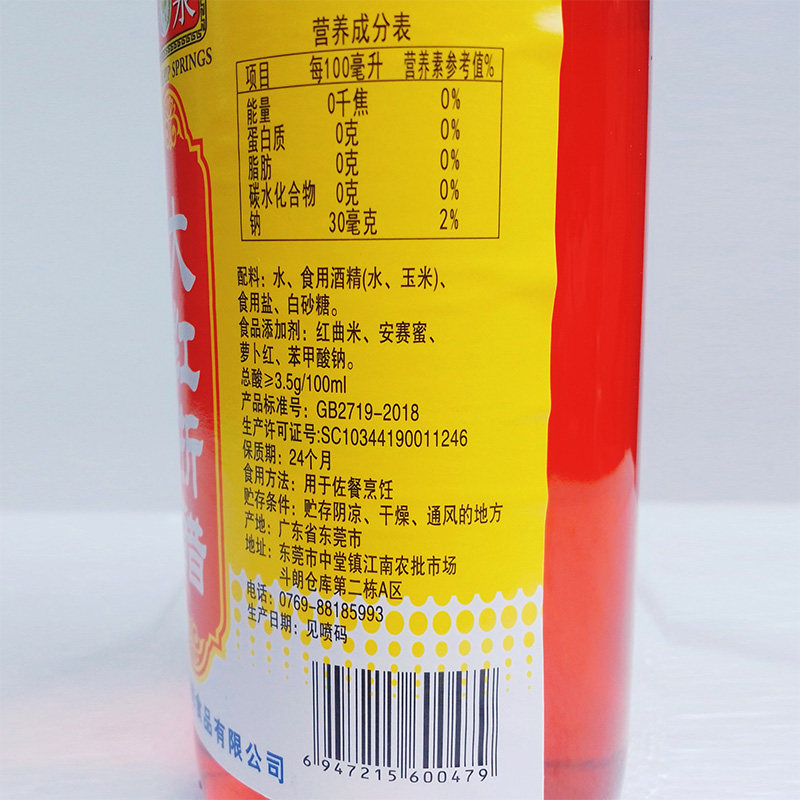 泉
SPRINGS
大红浙醋
营养成分表
项目 每100毫升 营养素参考值%
能量 0千焦 0%
蛋白质 0克 0%
脂肪 0克 0%
碳水化合物 0克 0%
钠 30毫克 2%
配料：水、食用酒精(水、玉米)、
食用盐、白砂糖。
食品添加剂：红曲米、安赛蜜、
萝卜红、苯甲酸钠。
总酸≥3.5g/100ml
产品标准号：GB2719-2018
生产许可证号:SC10344190011246
保质期：24个月
食用方法：用于佐餐烹饪
贮存条件：贮存阴凉、干燥、通风的地方
产地：广东省东莞市
地址：东莞市中堂镇江南农批市场
斗朗仓库第二栋A区
电话：0769-88185993
生产日期：见喷码
食品有限公司
6 947215 600479